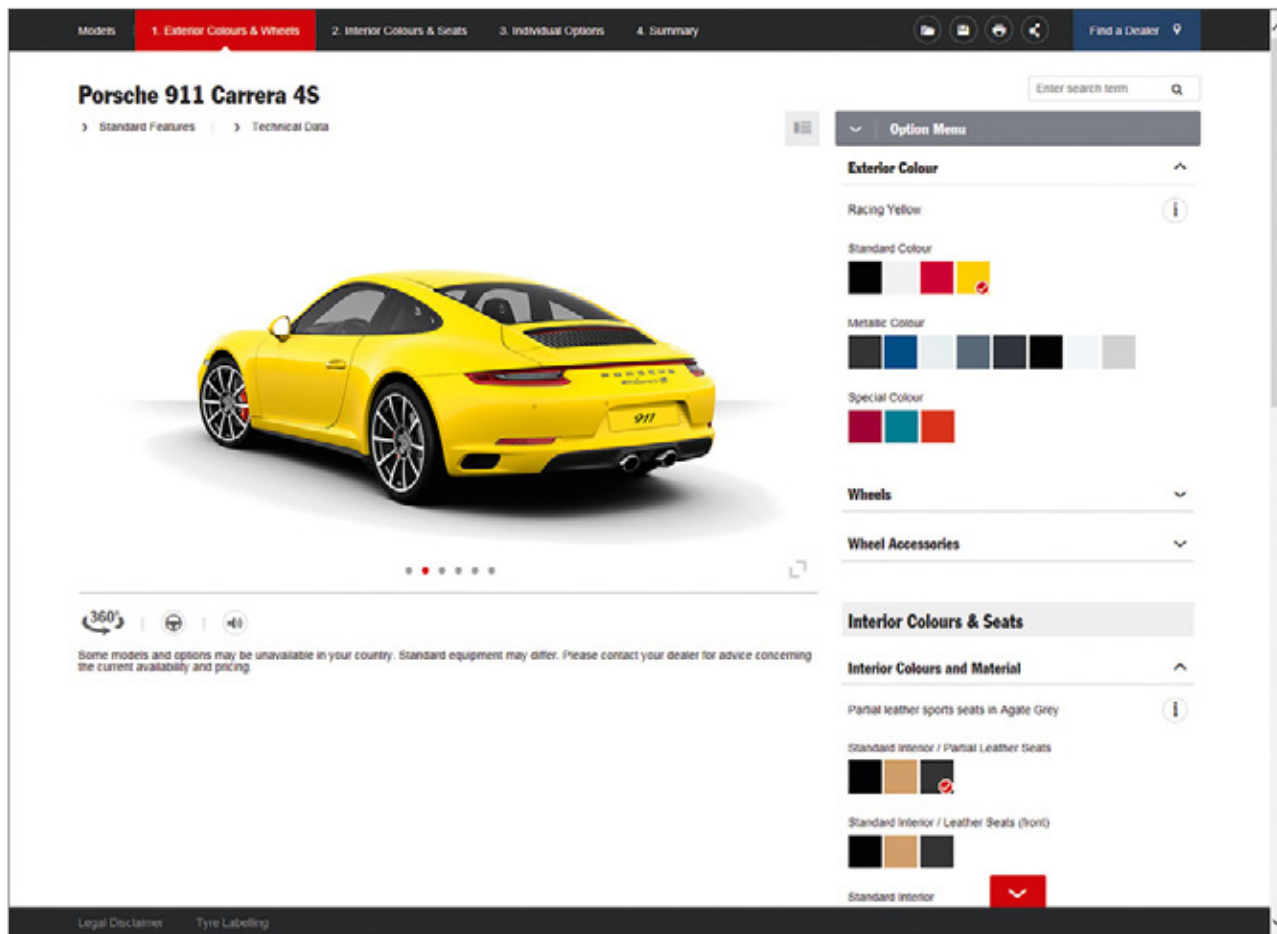 Models
1. Exterior Colours & Wheels
2. Interior Colours & Seats
3. Individual Options
4. Summary
Find a Dealer
Porsche 911 Carrera 4S
Enter search term
Standard Features
Technical Data
Option Menu
Exterior Colour
Racing Yellow
i
Standard Colour
Metallic Colour
Special Colour
PORSCHE
911
Wheels
Wheel Accessories
360°
Interior Colours & Seats
Some models and options may be unavailable in your country. Standard equipment may differ. Please contact your dealer for advice concerning
the current availability and pricing.
Interior Colours and Material
Partial leather sports seats in Agate Grey
i
Standard Interior / Partial Leather Seats
Standard Interior / Leather Seats (front)
Standard Interior
Legal Disclaimer
Tyre Labelling